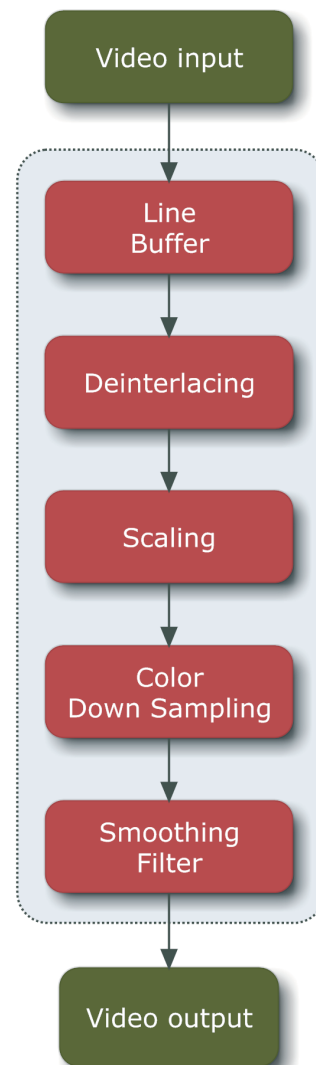 Video input
Line
Buffer
Deinterlacing
Scaling
Color
Down Sampling
Smoothing
Filter
Video output